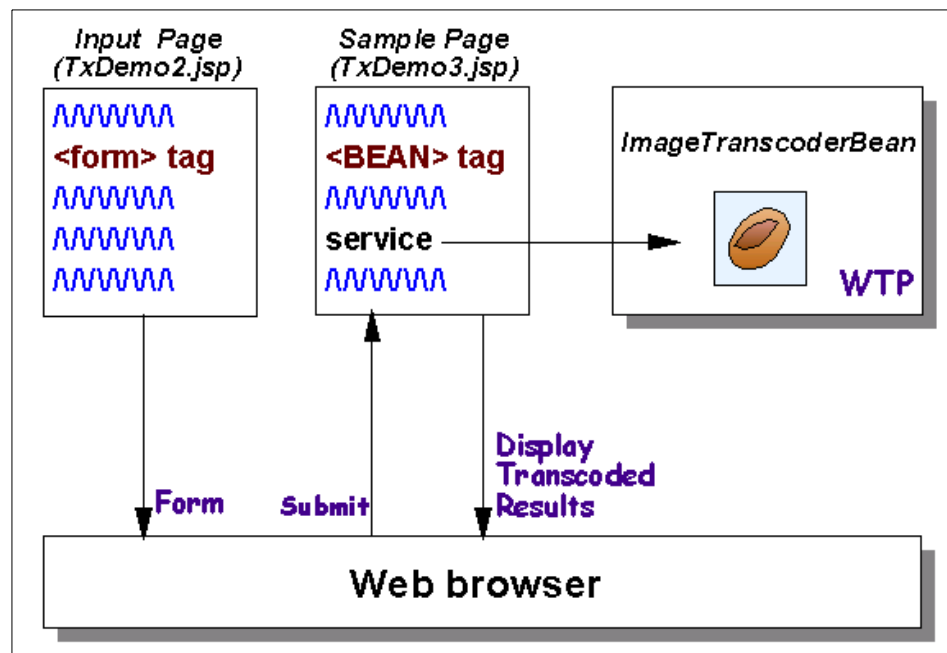 Input Page
(TxDemo2.jsp)
<form> tag
Sample Page
(TxDemo3.jsp)
<BEAN> tag
service
ImageTranscoderBean
WTP
Form
Submit
Display
Transcoded
Results
Web browser